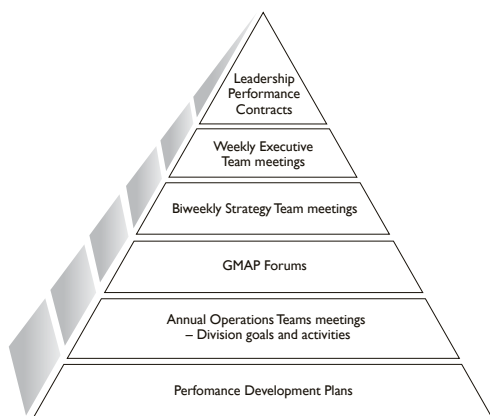 Leadership
Performance
Contracts
Weekly Executive
Team meetings
Biweekly Strategy Team meetings
GMAP Forums
Annual Operations Teams meetings
– Division goals and activities
Perfomance Development Plans